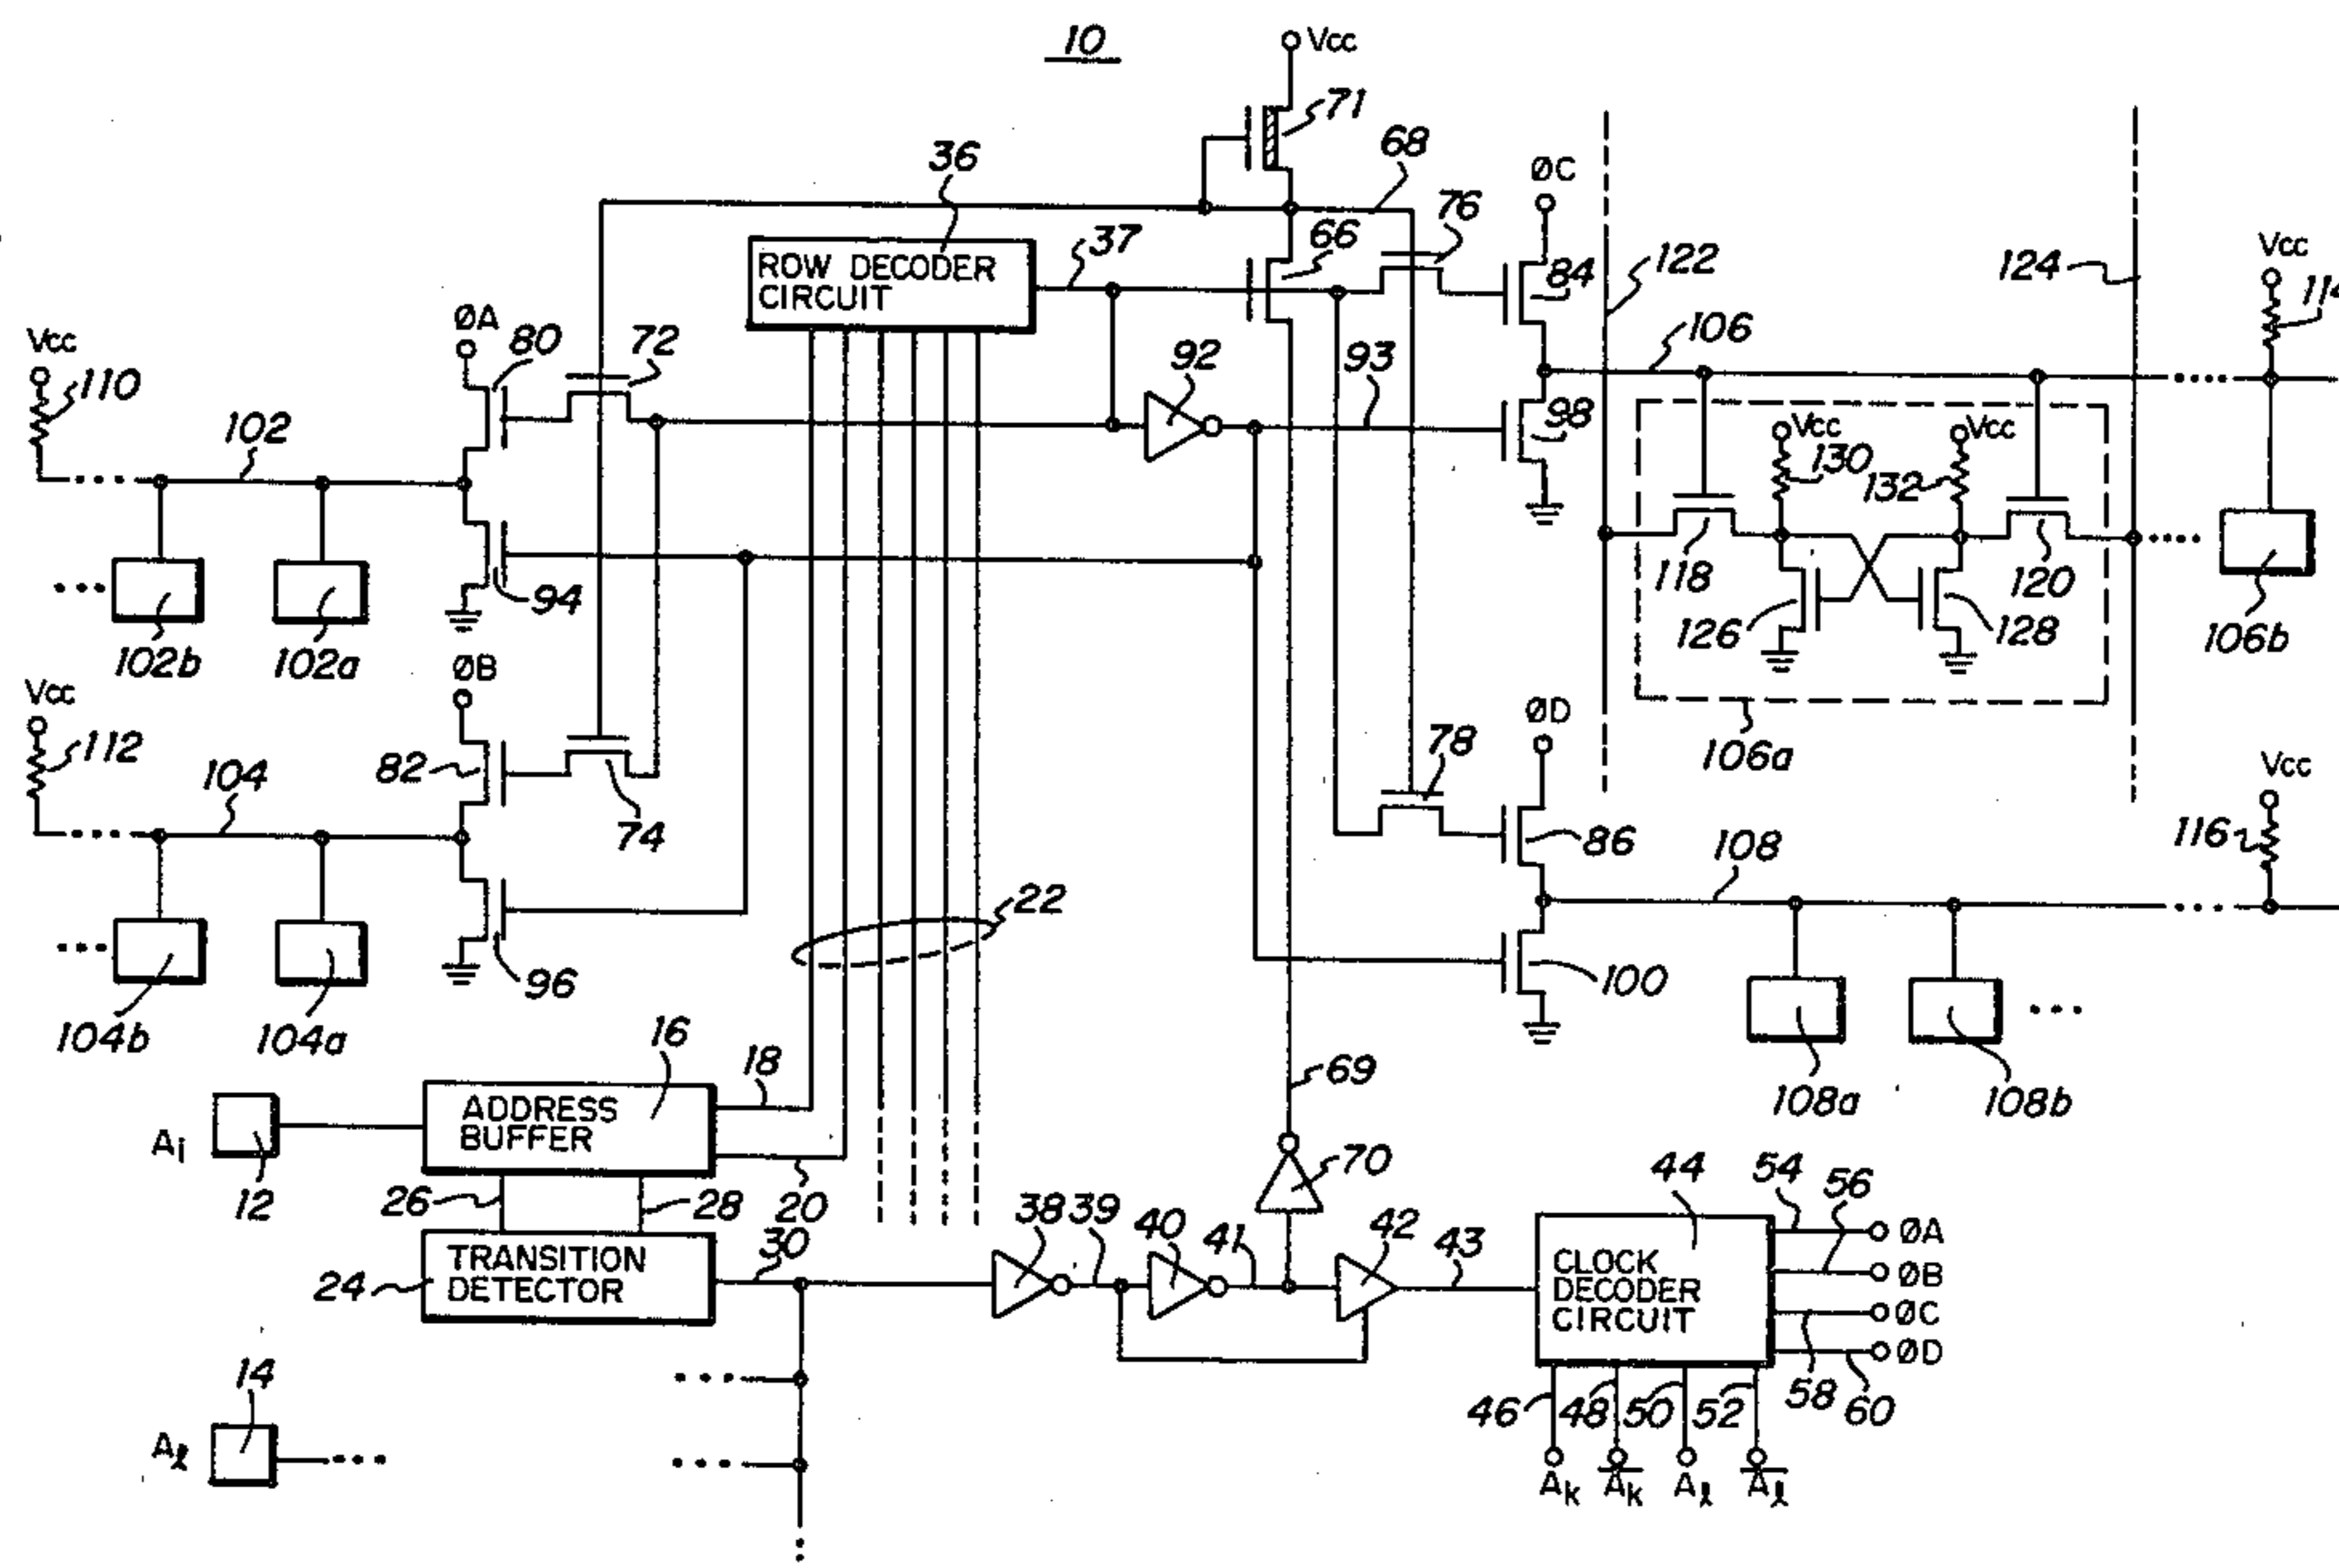 10
Vcc
71
68
36
ØC
76
37
66
122
124
Vcc
ROW DECODER
CIRCUIT
84
114
ØA
80
72
106
Vcc
92
93
110
98
102
Vcc
Vcc
130
132
118
120
94
126
128
102b
102a
106b
ØB
Vcc
ØD
106a
78
112
82
104
Vcc
74
86
108
116
22
96
100
104b
104a
16
18
69
ADDRESS
BUFFER
108a
108b
Ai
12
26
28
20
70
44
54
56
38
39
40
41
42
43
30
ØA
TRANSITION
DETECTOR
24
CLOCK
DECODER
CIRCUIT
ØB
ØC
ØD
14
46
48
50
52
58
60
Aℓ
Ak
A̅k
Aℓ
A̅ℓ